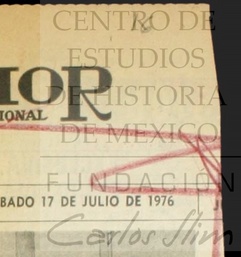 CENTRO DE
ESTUDIOS
DE HISTORIA
DE MEXICO
IOR
IONAL
FUNDACIÓN
BADO 17 DE JULIO DE 1976
Carlos Slim